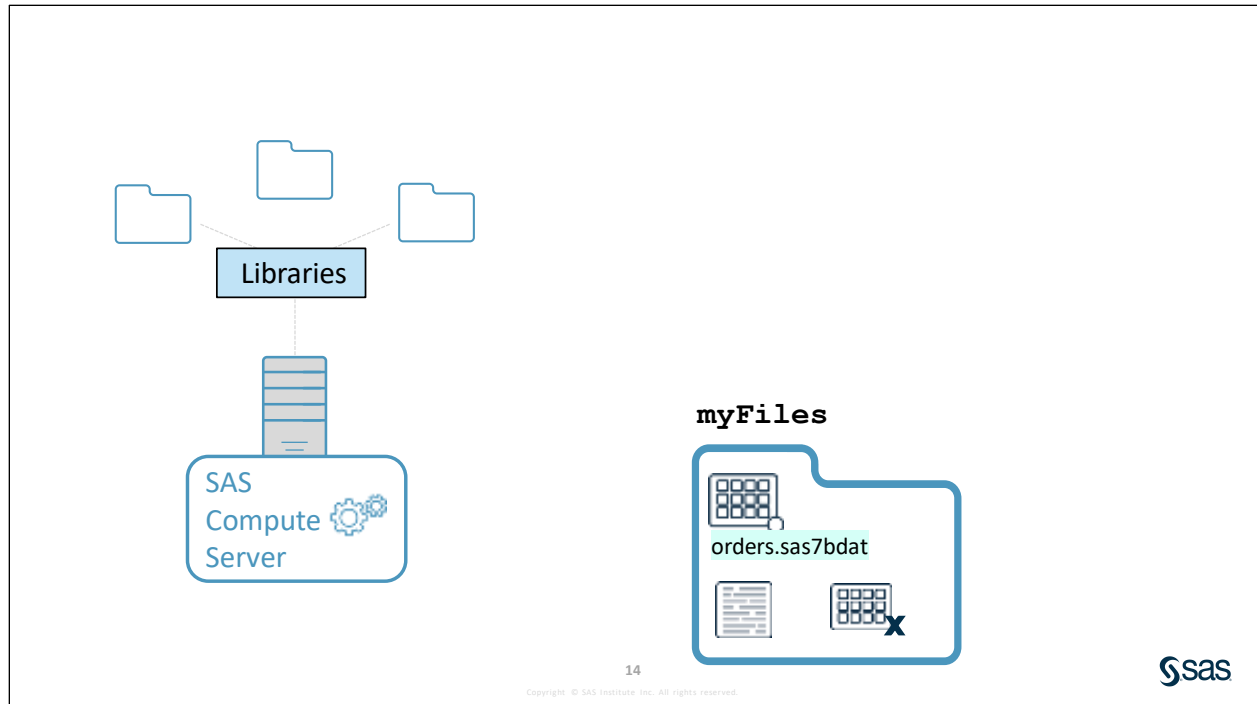 Libraries
SAS
Compute
Server
myFiles
orders.sas7bdat
x
14
Copyright © SAS Institute Inc. All rights reserved.
sas